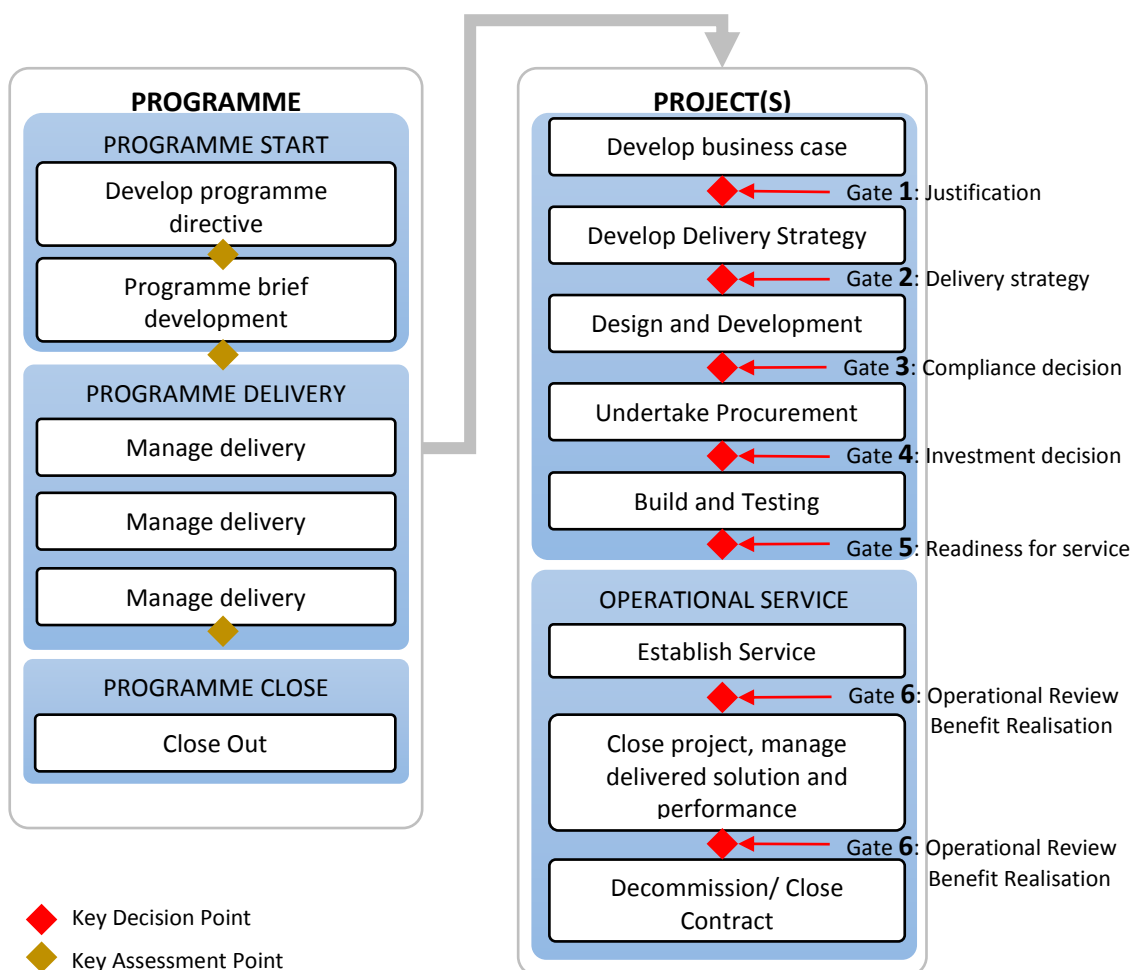 PROGRAMME
PROGRAMME START
Develop programme
directive
Programme brief
development
PROGRAMME DELIVERY
Manage delivery
Manage delivery
Manage delivery
PROGRAMME CLOSE
Close Out
PROJECT(S)
Develop business case
Gate 1: Justification
Develop Delivery Strategy
Gate 2: Delivery strategy
Design and Development
Gate 3: Compliance decision
Undertake Procurement
Gate 4: Investment decision
Build and Testing
Gate 5: Readiness for service
OPERATIONAL SERVICE
Establish Service
Gate 6: Operational Review
Benefit Realisation
Close project, manage
delivered solution and
performance
Gate 6: Operational Review
Benefit Realisation
Decommission/ Close
Contract
Key Decision Point
Key Assessment Point